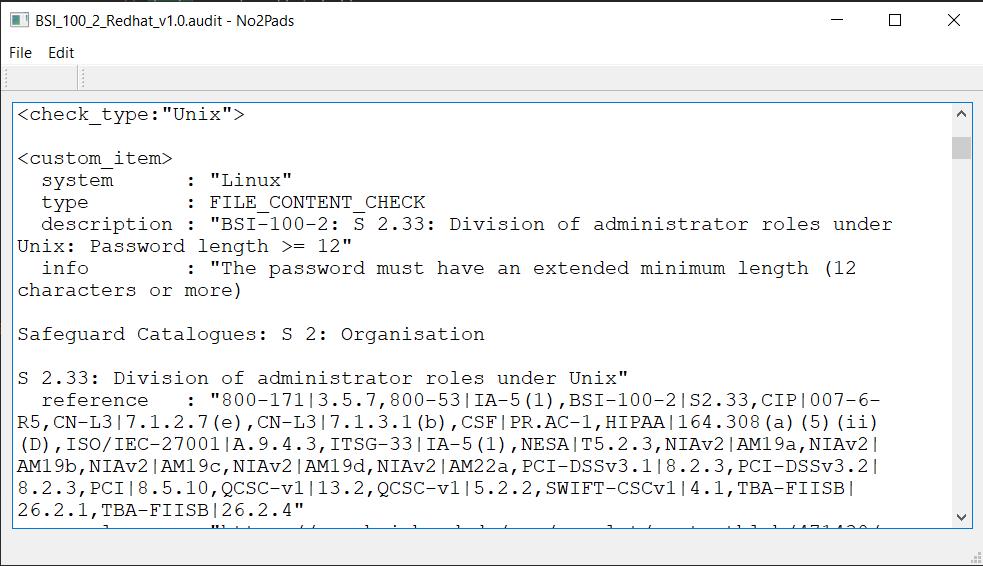 BSI_100_2_Redhat_v1.0.audit - No2Pads
File Edit
<check_type:"Unix">
<custom_item>
system : "Linux"
type : FILE_CONTENT_CHECK
description : "BSI-100-2: S 2.33: Division of administrator roles under
Unix: Password length >= 12"
info : "The password must have an extended minimum length (12
characters or more)
Safeguard Catalogues: S 2: Organisation
S 2.33: Division of administrator roles under Unix"
reference : "800-171|3.5.7,800-53|IA-5(1),BSI-100-2|S2.33,CIP|007-6-
R5,CN-L3|7.1.2.7(e),CN-L3|7.1.3.1(b),CSF|PR.AC-1,HIPAA|164.308(a)(5)(ii)
(D),ISO/IEC-27001|A.9.4.3,ITSG-33|IA-5(1),NESA|T5.2.3,NIAv2|AM19a,NIAv2|
AM19b,NIAv2|AM19c,NIAv2|AM19d,NIAv2|AM22a,PCI-DSSv3.1|8.2.3,PCI-DSSv3.2|
8.2.3,PCI|8.5.10,QCSC-v1|13.2,QCSC-v1|5.2.2,SWIFT-CSCv1|4.1,TBA-FIISB|
26.2.1,TBA-FIISB|26.2.4"